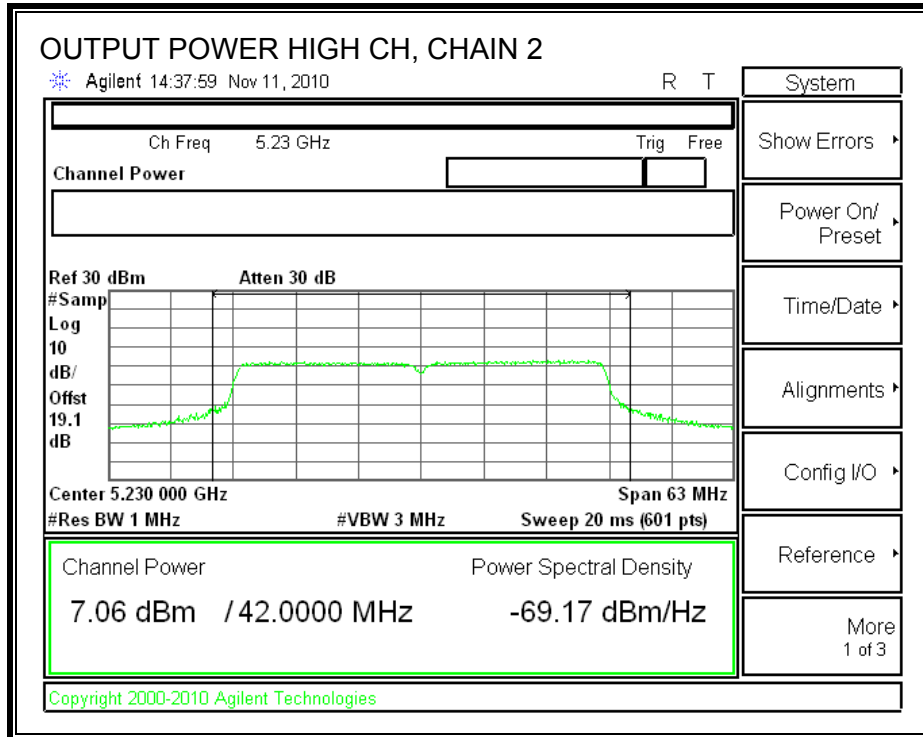 OUTPUT POWER HIGH CH, CHAIN 2
Agilent 14:37:59 Nov 11, 2010 R T
System
Ch Freq 5.23 GHz Trig Free
Channel Power
Show Errors
Power On/
Preset
Ref 30 dBm Atten 30 dB
#Samp
Log
10
dB/
Offst
19.1
dB
Time/Date
Alignments
Config I/O
Center 5.230 000 GHz Span 63 MHz
#Res BW 1 MHz #VBW 3 MHz Sweep 20 ms (601 pts)
Channel Power Power Spectral Density
7.06 dBm / 42.0000 MHz -69.17 dBm/Hz
Reference
More
1 of 3
Copyright 2000-2010 Agilent Technologies